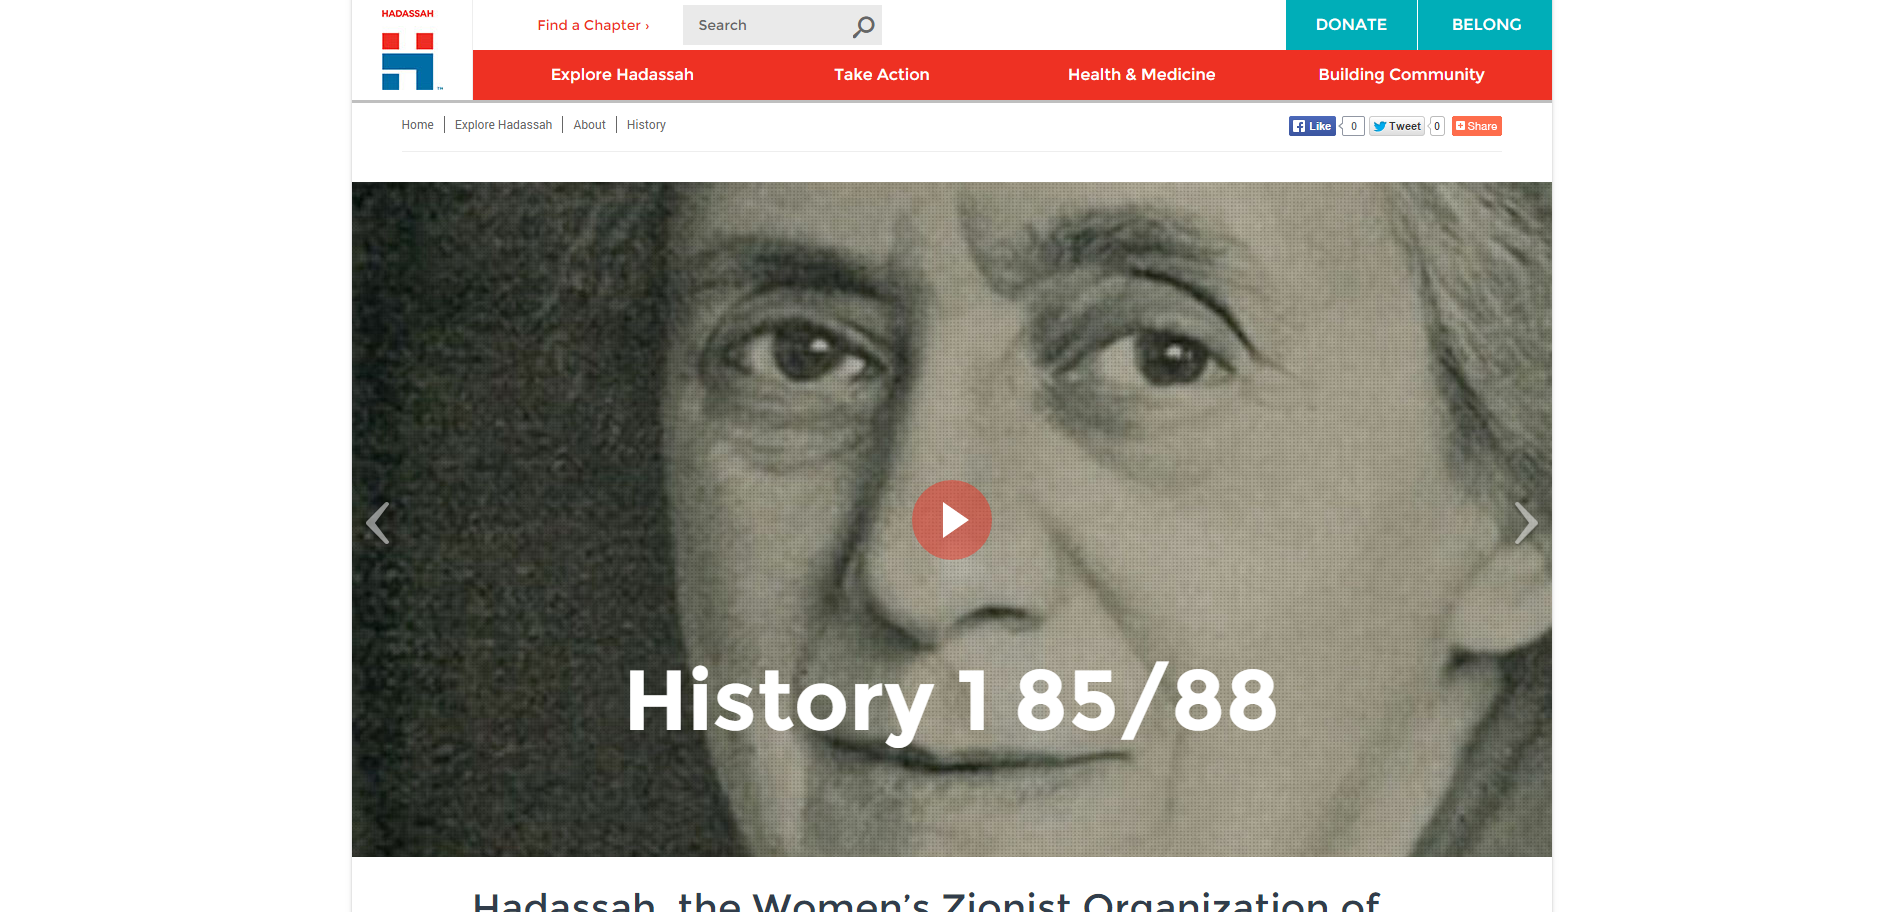 HADASSAH
Find a Chapter ›
Search
DONATE
BELONG
Explore Hadassah
Take Action
Health & Medicine
Building Community
Home
Explore Hadassah
About
History
Like
0
Tweet
0
Share
History 1 85/88
Hadassah, the Women's Zionist Organization of